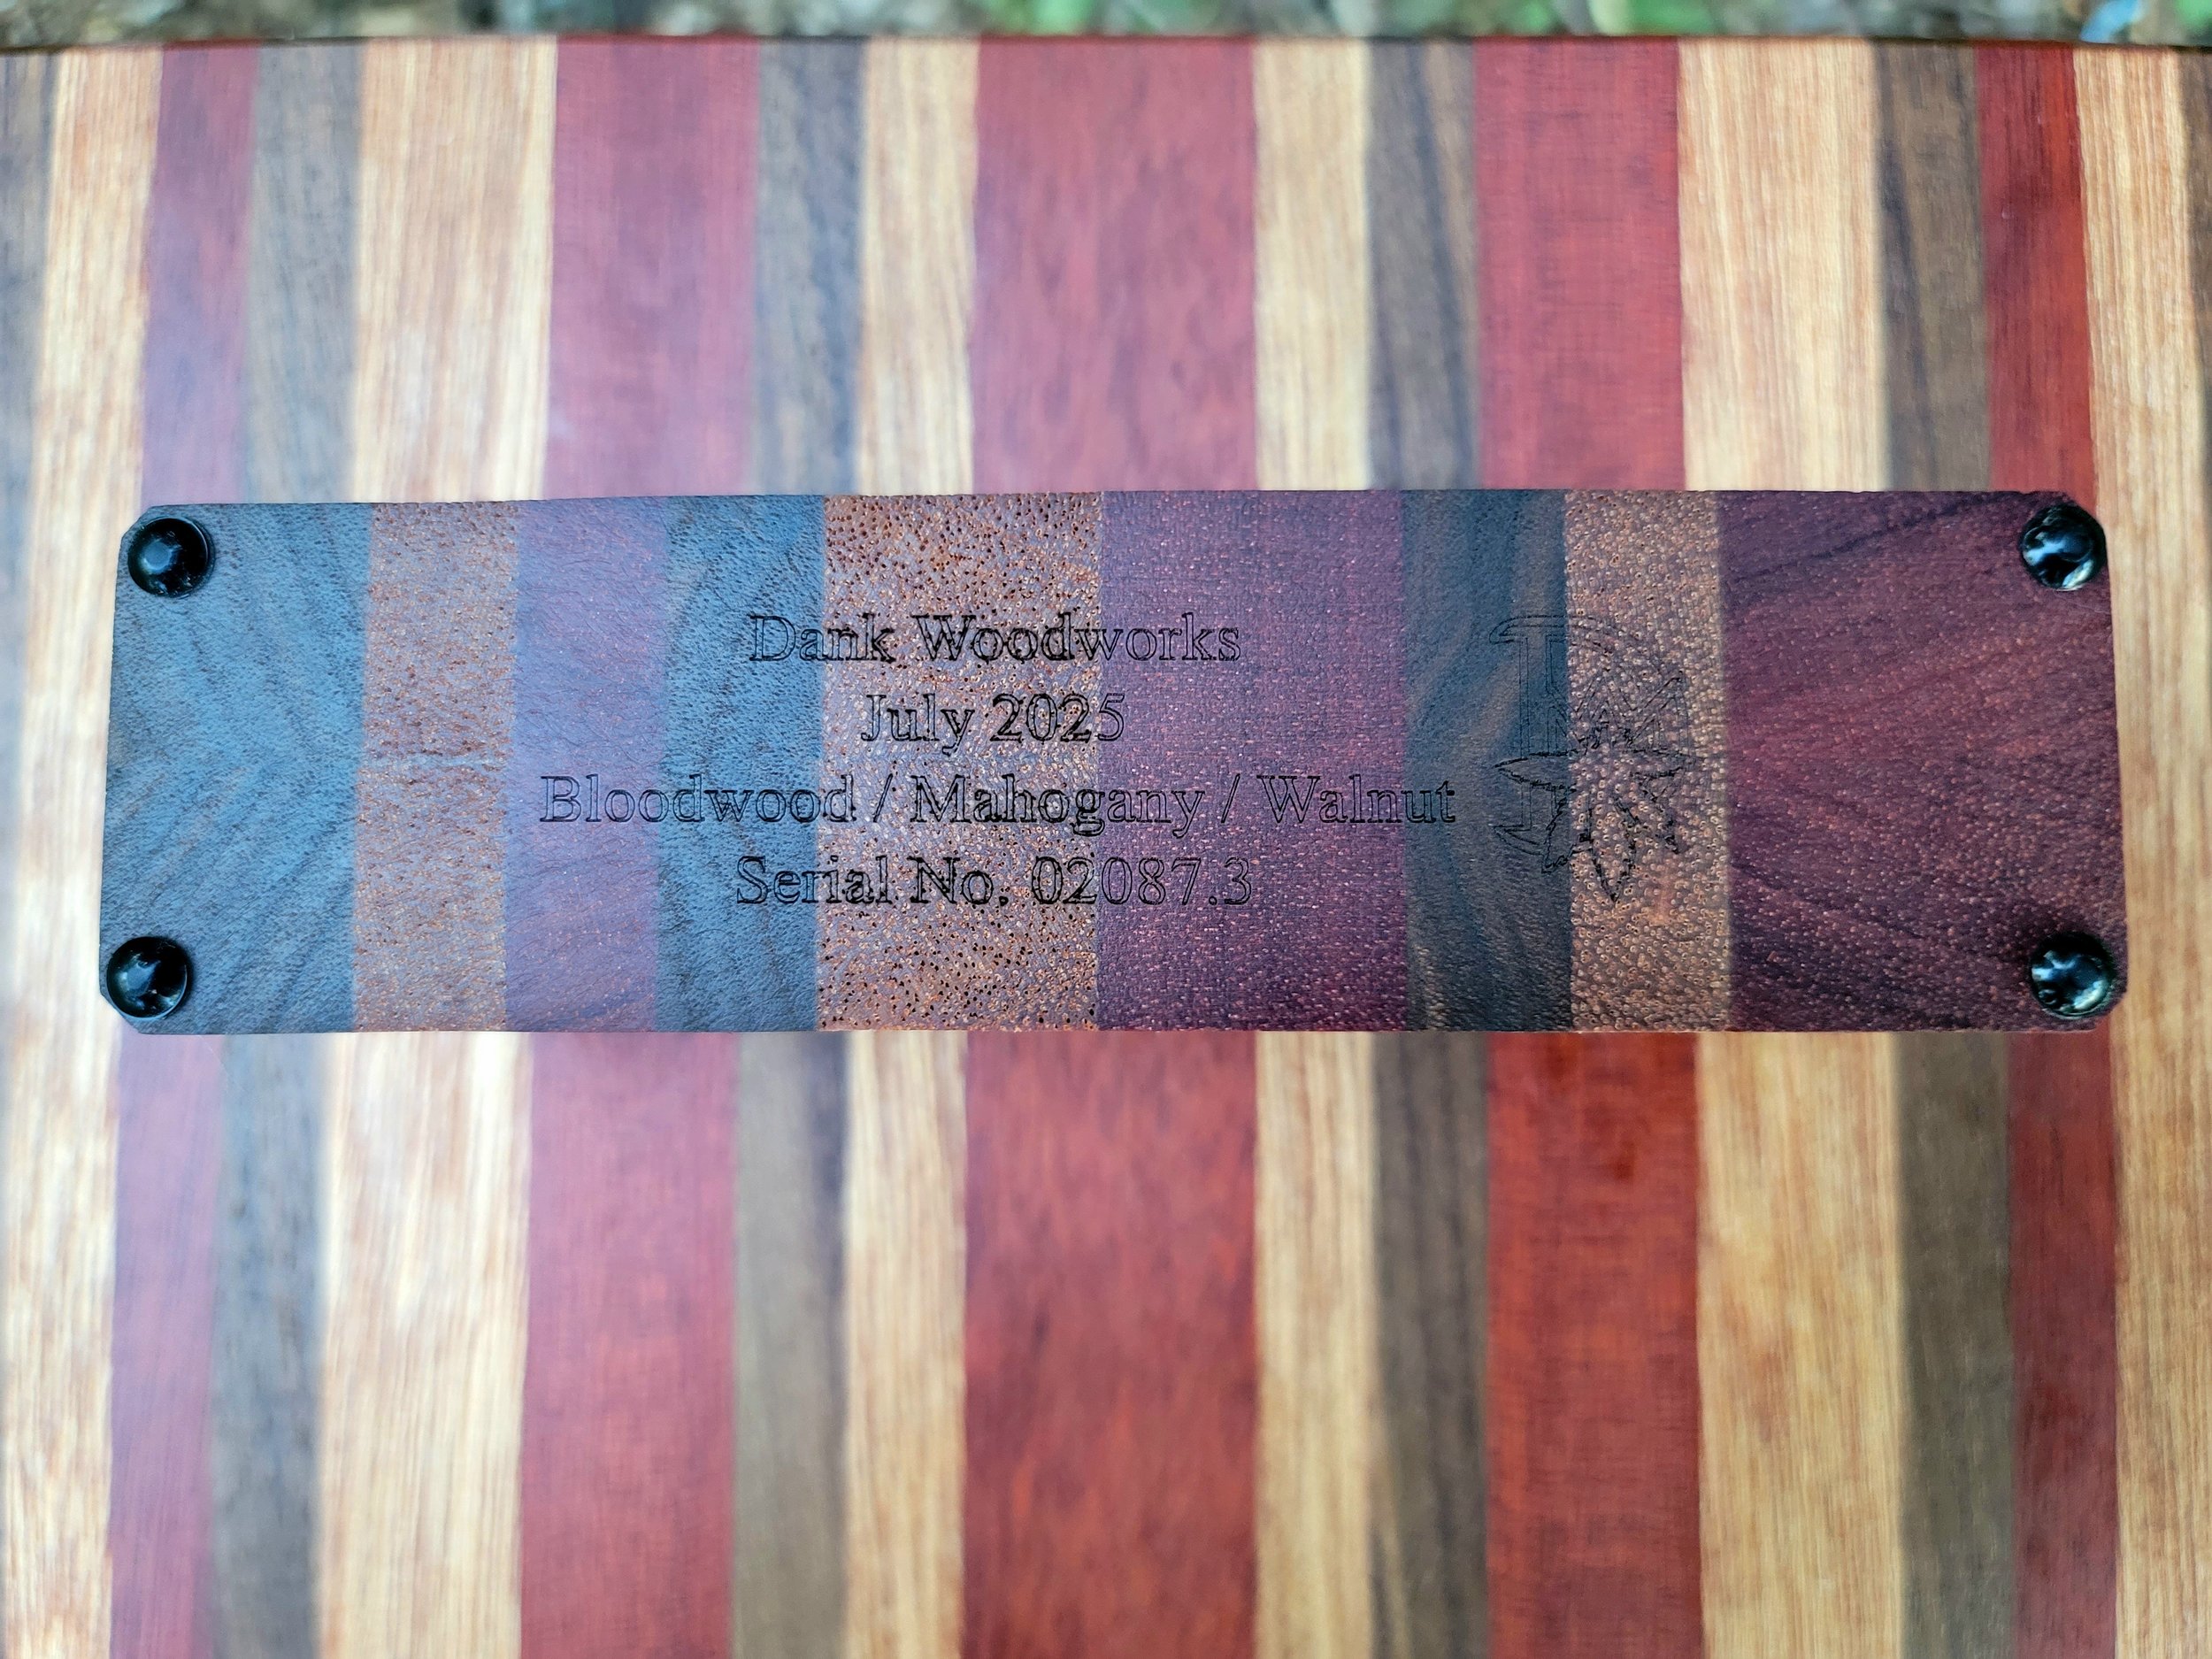 Dank Woodworks
July 2025
Bloodwood / Mahogany / Walnut
Serial No. 02087.3